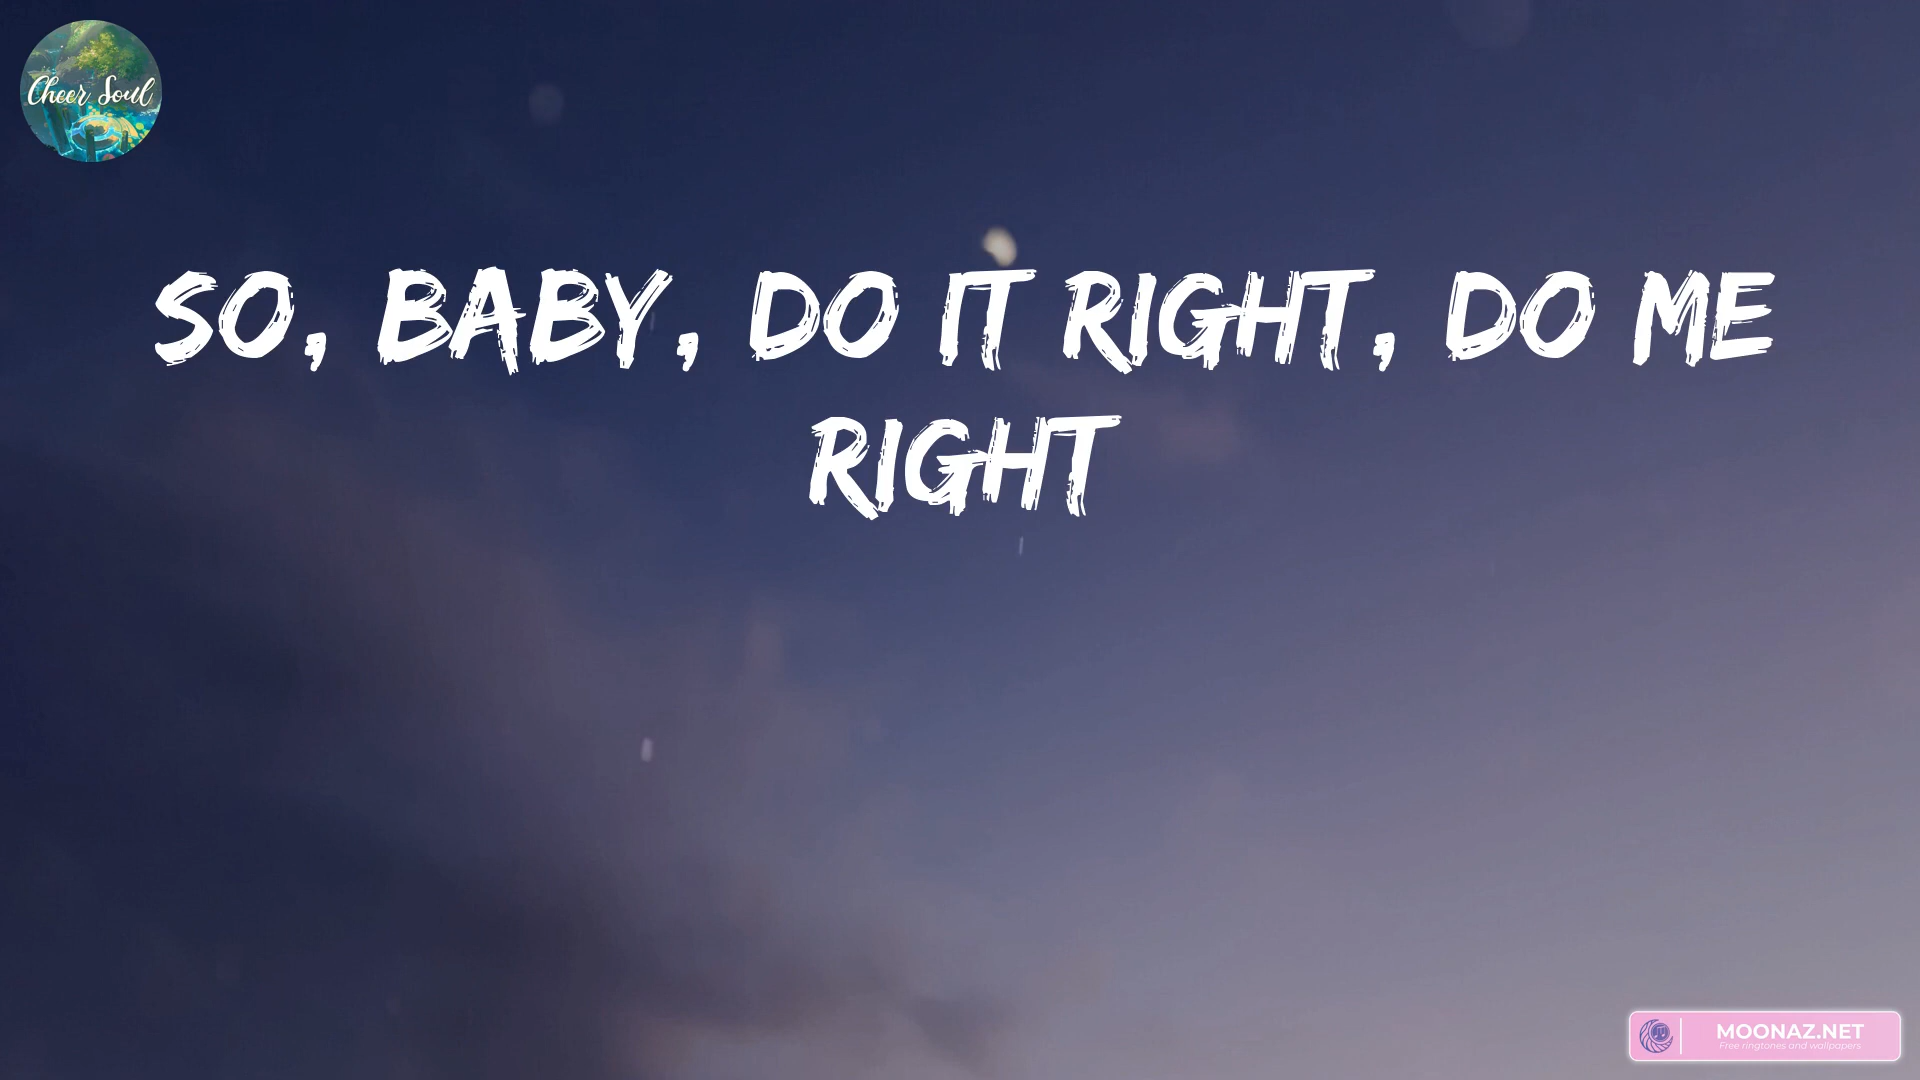 Cheer Soul
SO, BABY, DO IT RIGHT, DO ME
RIGHT
MOONAZ.NET
Free ringtones and wallpapers